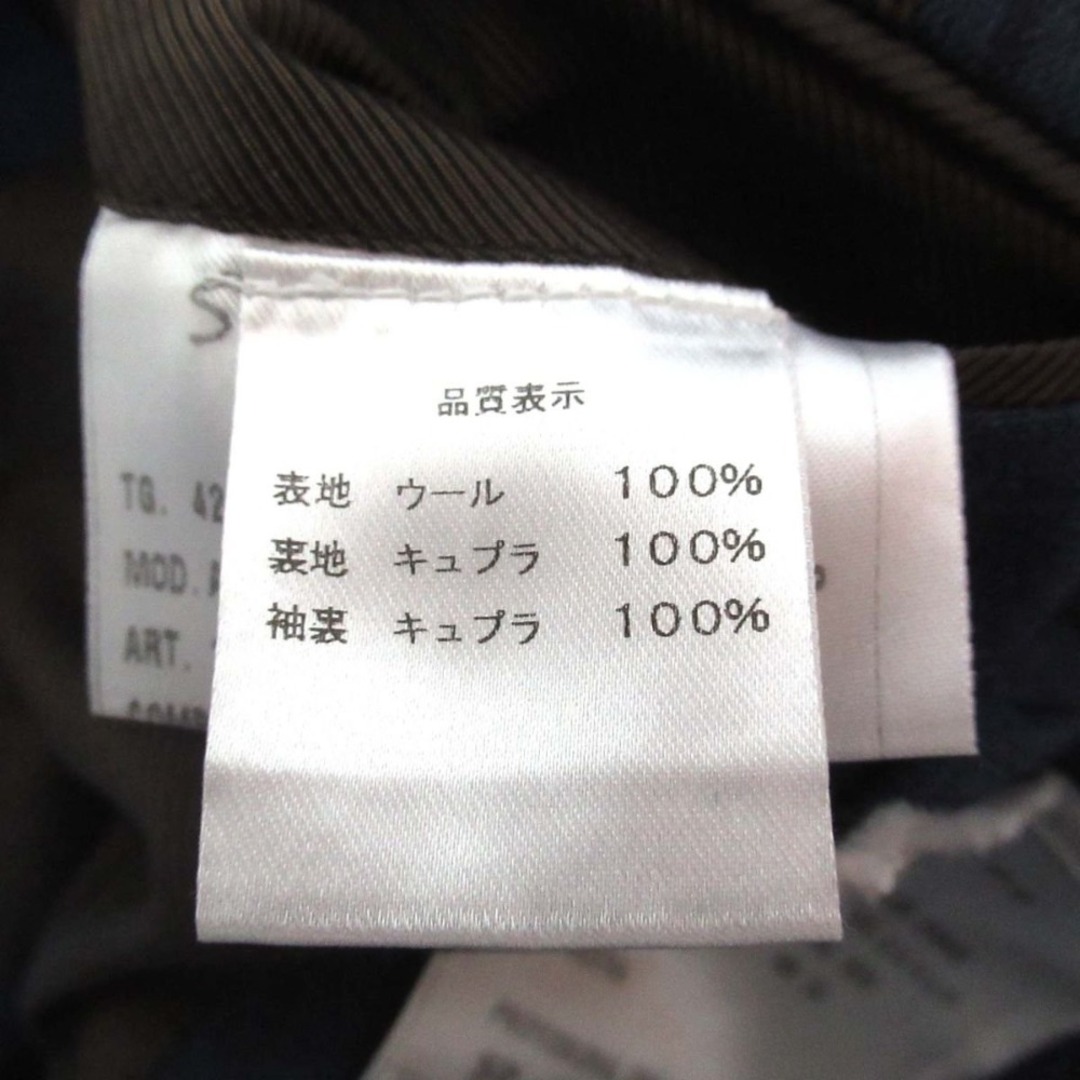 品質表示
表地 ウール 100%
裏地 キュプラ 100%
袖裏 キュプラ 100%
S
TG. 42
MOD.
ART.